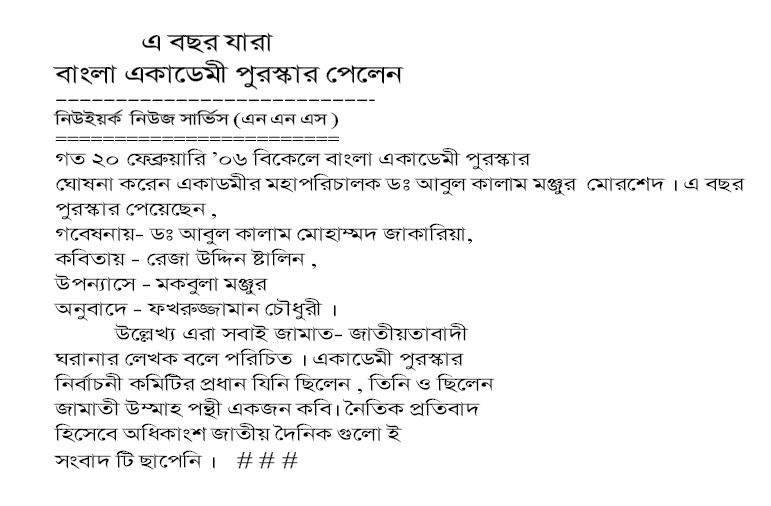 এ বছর যারা
বাংলা একাডেমী পুরস্কার পেলেন
---------------------------
নিউইয়র্ক নিউজ সার্ভিস (এন এন এস )
========================
গত ২০ ফেব্রুয়ারি ’০৬ বিকেলে বাংলা একাডেমী পুরস্কার
ঘোষনা করেন একাডমীর মহাপরিচালক ডঃ আবুল কালাম মঞ্জুর মোরশেদ । এ বছর
পুরস্কার পেয়েছেন ,
গবেষনায়- ডঃ আবুল কালাম মোহাম্মদ জাকারিয়া,
কবিতায় - রেজা উদ্দিন ষ্টালিন ,
উপন্যাসে - মকবুলা মঞ্জুর
অনুবাদে - ফখরুজ্জামান চৌধুরী ।
উল্লেখ্য এরা সবাই জামাত- জাতীয়তাবাদী
ঘরানার লেখক বলে পরিচিত । একাডেমী পুরস্কার
নির্বাচনী কমিটির প্রধান যিনি ছিলেন , তিনি ও ছিলেন
জামাতী উম্মাহ পন্থী একজন কবি। নৈতিক প্রতিবাদ
হিসেবে অধিকাংশ জাতীয় দৈনিক গুলো ই
সংবাদ টি ছাপেনি । # # #